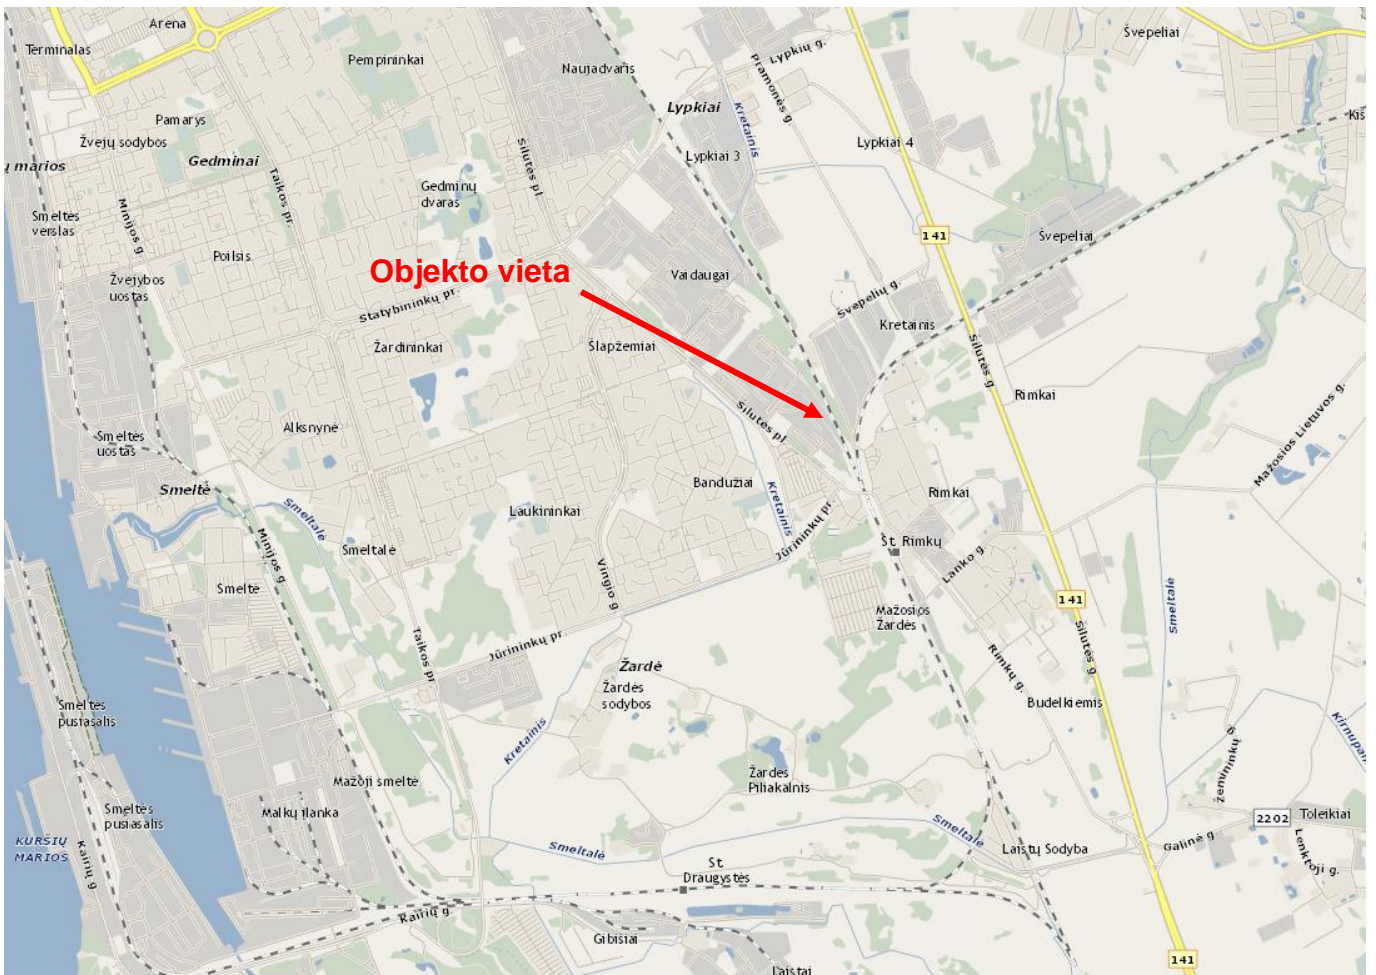 Arena
Terminalas
Pempininkai
Naujadvaris
Lypkių g.
Pramonės g.
Švepeliai
Lypkiai
Kretainis
Pamarys
Žvejų sodybos
Gedminai
Šilutės pl.
Lypkiai 3
Lypkiai 4
ų marios
Taikos pr.
Gedminų
dvaras
Smeltės
verslas
Minijos g.
141
Švepeliai
Poilsis
Objekto vieta
Vaidaugai
Žvejybos
uostas
Statybininkų pr.
Švepelių g.
Kretainis
Žardininkai
Šlapžemiai
Šilutės g.
Rimkai
Šilutės pl.
Mažosios Lietuvos g.
Alksnynė
Smeltės
uostas
Smeltė
Bandužiai
Kretainis
Rimkai
Smeltalė
Laukininkai
Jūrininkų pr.
Minijos g.
Smeltalė
St. Rimkų
Lanko g.
Vingio g.
Smeltė
141
Smeltalė
Mažosios
Žardės
Taikos pr.
Jūrininkų pr.
Šilutės g.
Žardė
Rimkų g.
Žardės
sodybos
Smeltės
pusiasalis
Budelkiemis
Kretainis
Žemininkų g.
Mažoji smeltė
Žardės
Piliakalnis
Smeltės
pusiasalis
Malkų įlanka
2202
Toleikiai
KURŠIŲ
MARIOS
Kairių g.
Smeltalė
Smeltalė
Laistų Sodyba
Galinė g.
Lenktoji g.
St.
Draugystės
Kairių g.
Gibišiai
141
Laistai